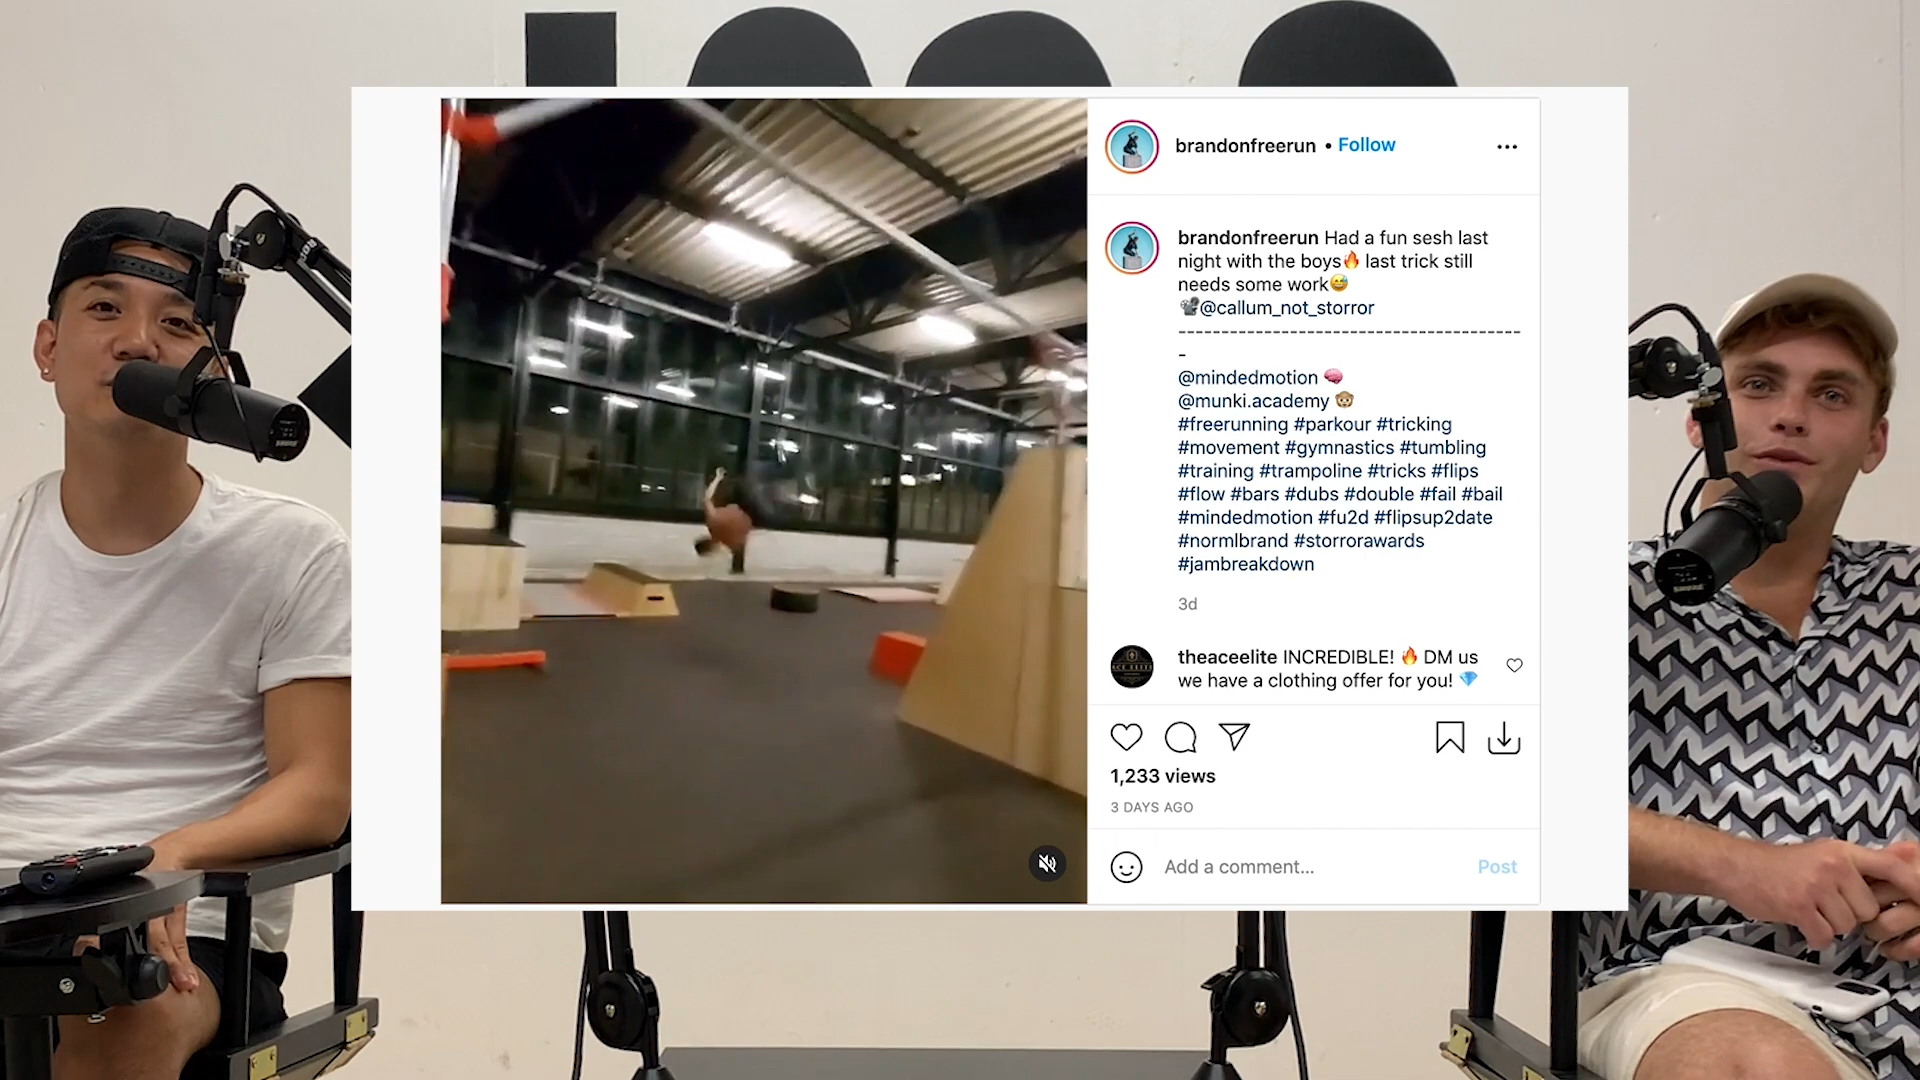 brandonfreerun • Follow
brandonfreerun Had a fun sesh last
night with the boys🔥 last trick still
needs some work😅
📽@callum_not_storror
----------------------------------------
-
@mindedmotion 🧠
@munki.academy 🐵
#freerunning #parkour #tricking
#movement #gymnastics #tumbling
#training #trampoline #tricks #flips
#flow #bars #dubs #double #fail #bail
#mindedmotion #fu2d #flipsup2date
#normlbrand #storrorawards
#jambreakdown
3d
theaceelite INCREDIBLE! 🔥 DM us
we have a clothing offer for you! 💎
1,233 views
3 DAYS AGO
Add a comment...
Post
SHURE
SHURE